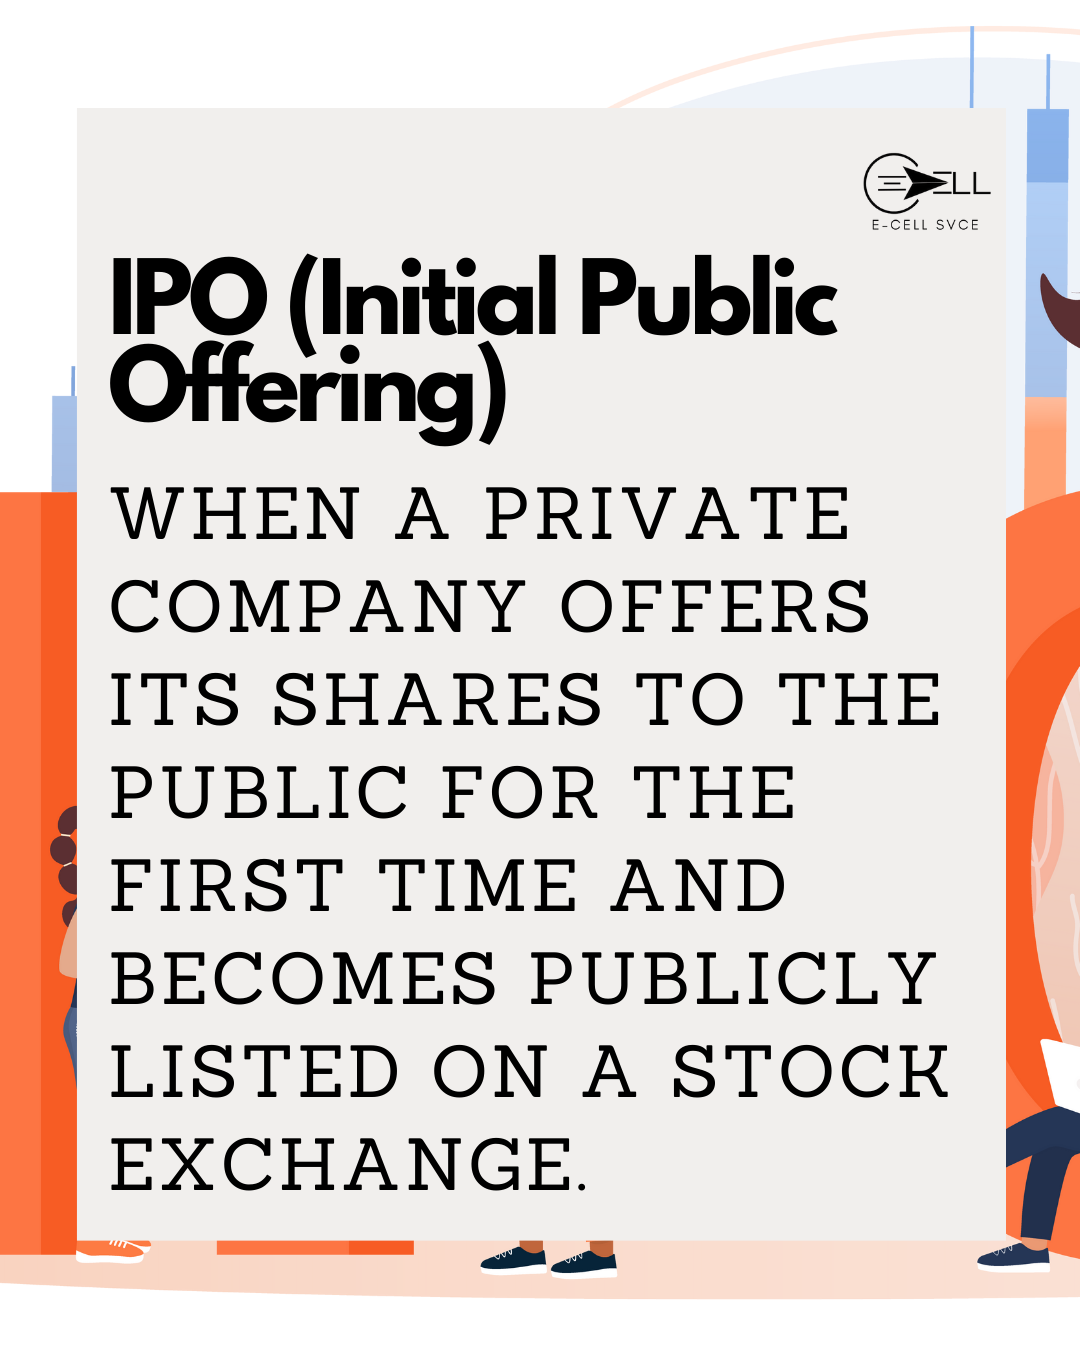 ELL
E-CELL SVCE
IPO (Initial Public
Offering)
WHEN A PRIVATE
COMPANY OFFERS
ITS SHARES TO THE
PUBLIC FOR THE
FIRST TIME AND
BECOMES PUBLICLY
LISTED ON A STOCK
EXCHANGE.